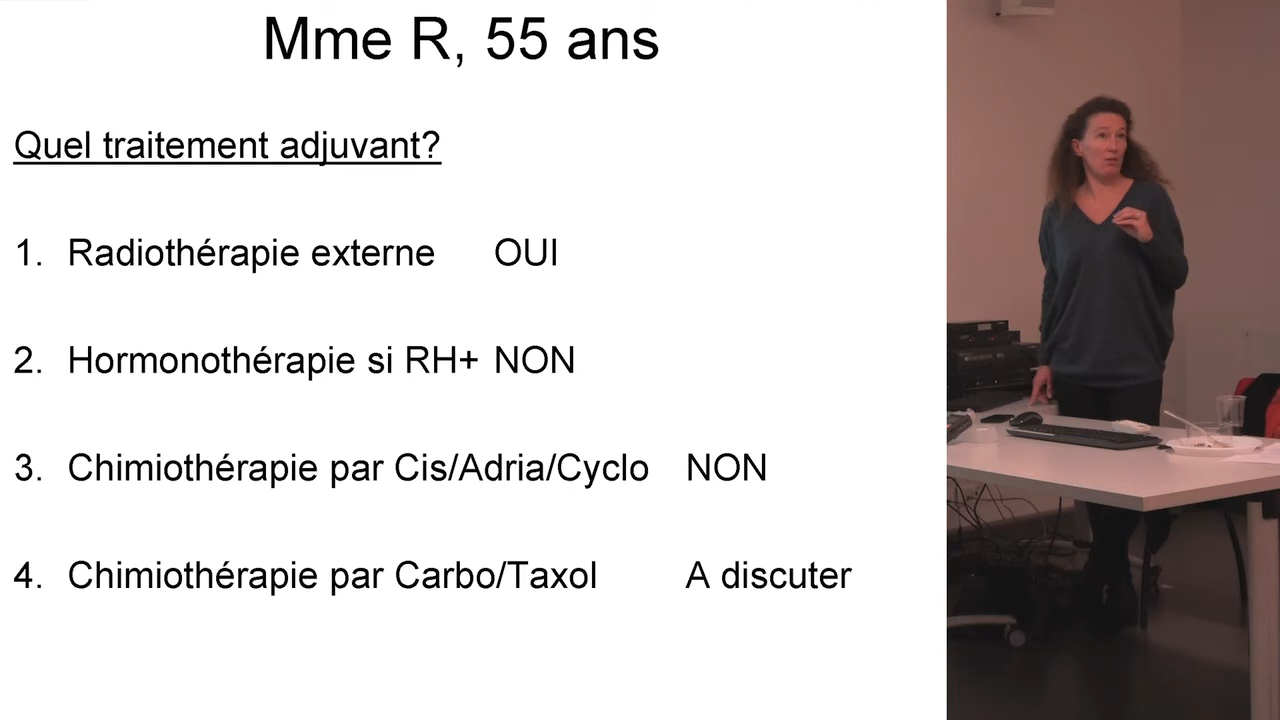 Mme R, 55 ans
Quel traitement adjuvant?
1. Radiothérapie externe OUI
2. Hormonothérapie si RH+ NON
3. Chimiothérapie par Cis/Adria/Cyclo NON
4. Chimiothérapie par Carbo/Taxol A discuter